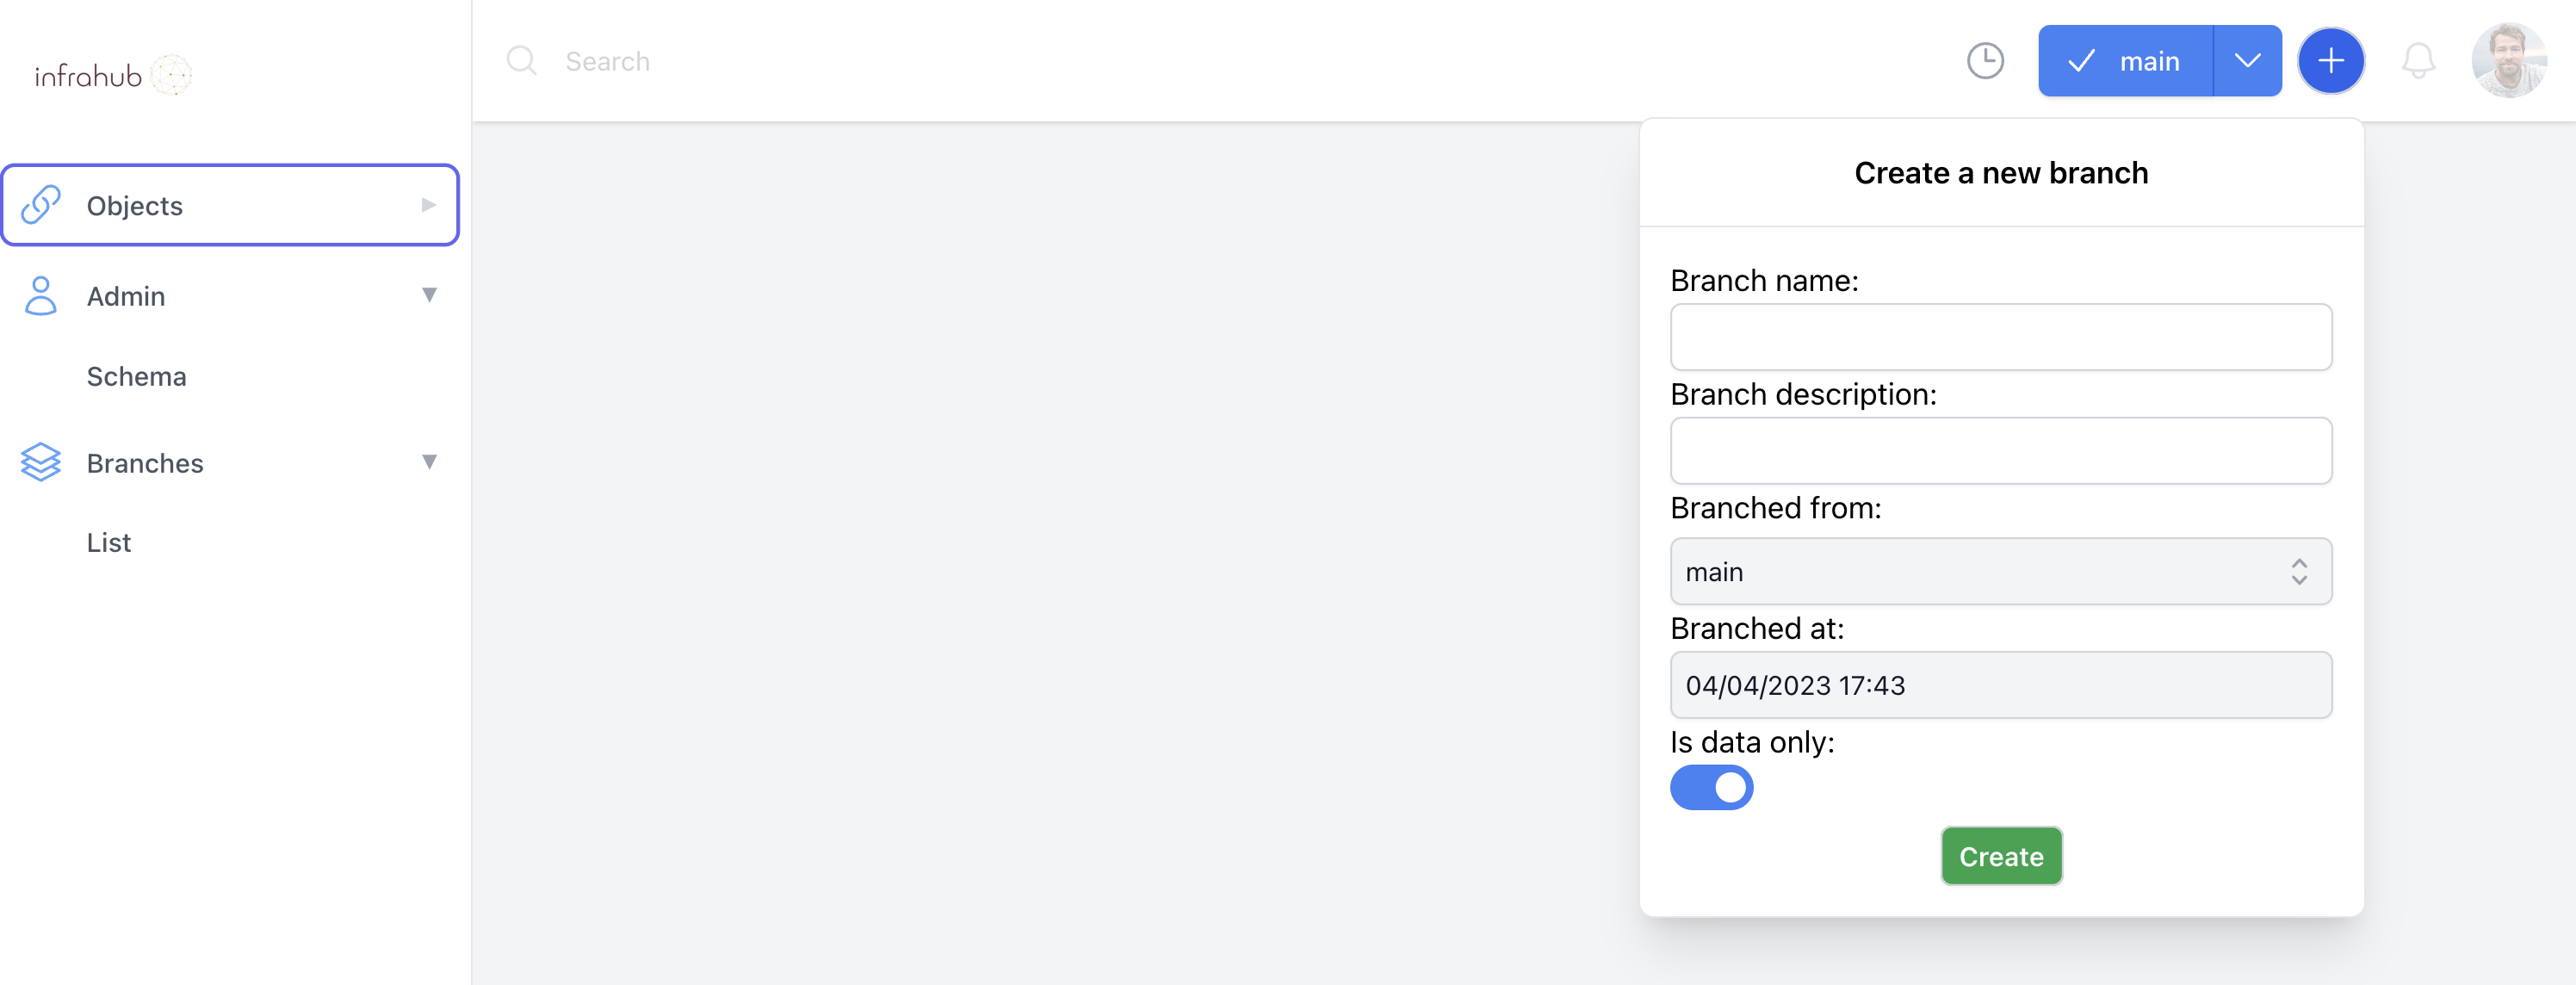 infrahub
Search
main
Objects
Admin
Schema
Branches
List
Create a new branch
Branch name:
Branch description:
Branched from:
main
Branched at:
04/04/2023 17:43
Is data only:
Create